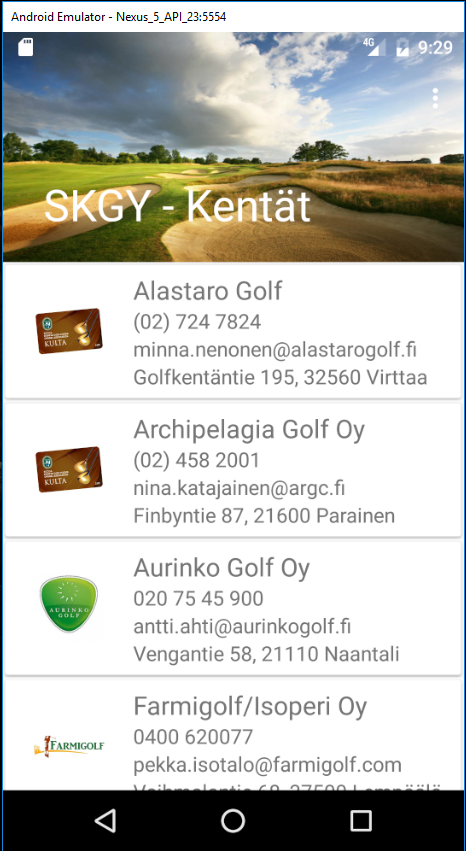 Android Emulator - Nexus_5_API_23:5554
4G 9:29
SKGY - Kentät
KULTA
Alastaro Golf
(02) 724 7824
minna.nenonen@alastarogolf.fi
Golfkentäntie 195, 32560 Virttaa
KULTA
Archipelagia Golf Oy
(02) 458 2001
nina.katajainen@argc.fi
Finbyntie 87, 21600 Parainen
AURINKO
GOLF
Aurinko Golf Oy
020 75 45 900
antti.ahti@aurinkogolf.fi
Vengantie 58, 21110 Naantali
FARMIGOLF
Farmigolf/Isoperi Oy
0400 620077
pekka.isotalo@farmigolf.com